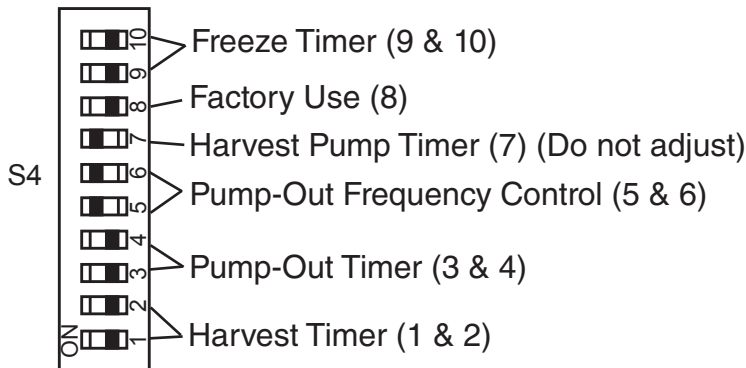 10
Freeze Timer (9 & 10)
9
8
Factory Use (8)
7
Harvest Pump Timer (7) (Do not adjust)
S4
6
Pump-Out Frequency Control (5 & 6)
5
4
Pump-Out Timer (3 & 4)
3
2
Harvest Timer (1 & 2)
1
ON